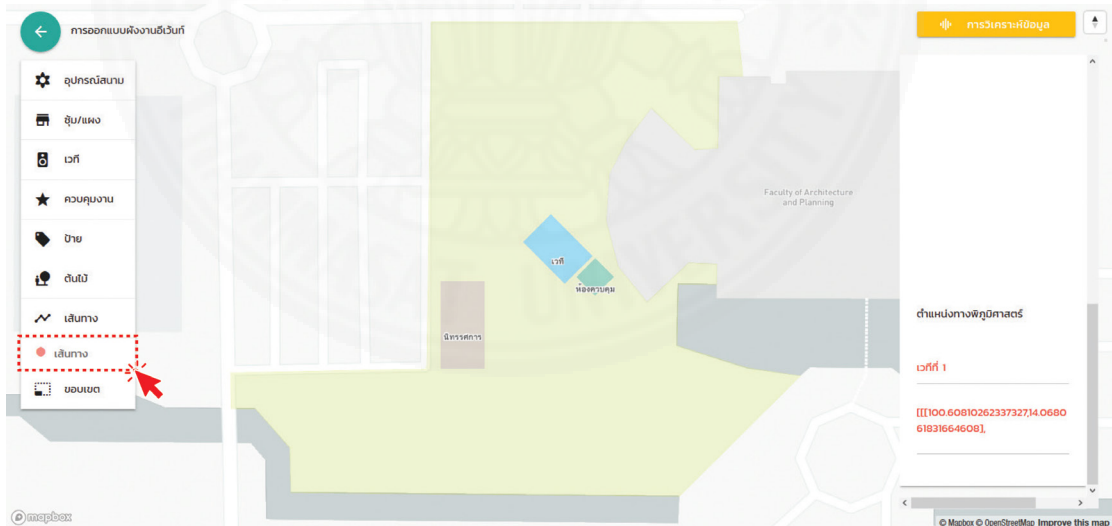 การออกแบบผังงานอีเว้นท์
การวิเคราะห์ข้อมูล
อุปกรณ์สนาม
ซุ้ม/แผง
เวที
ควบคุมงาน
ป้าย
ต้นไม้
เส้นทาง
เส้นทาง
ขอบเขต
Faculty of Architecture
and Planning
เวที
ห้องควบคุม
นิทรรศการ
ตำแหน่งทางพิภูมิศาสตร์
เวทีที่ 1
[[[100.60810262337327,14.0680
61831664608],
mapbox
© Mapbox © OpenStreetMap Improve this map